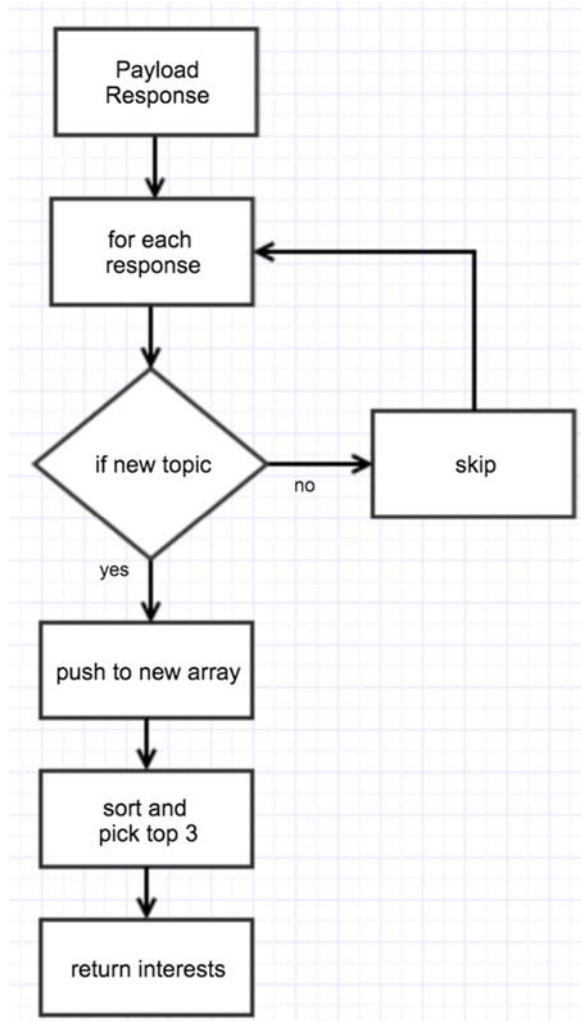 Payload
Response
for each
response
if new topic
no
skip
yes
push to new array
sort and
pick top 3
return interests